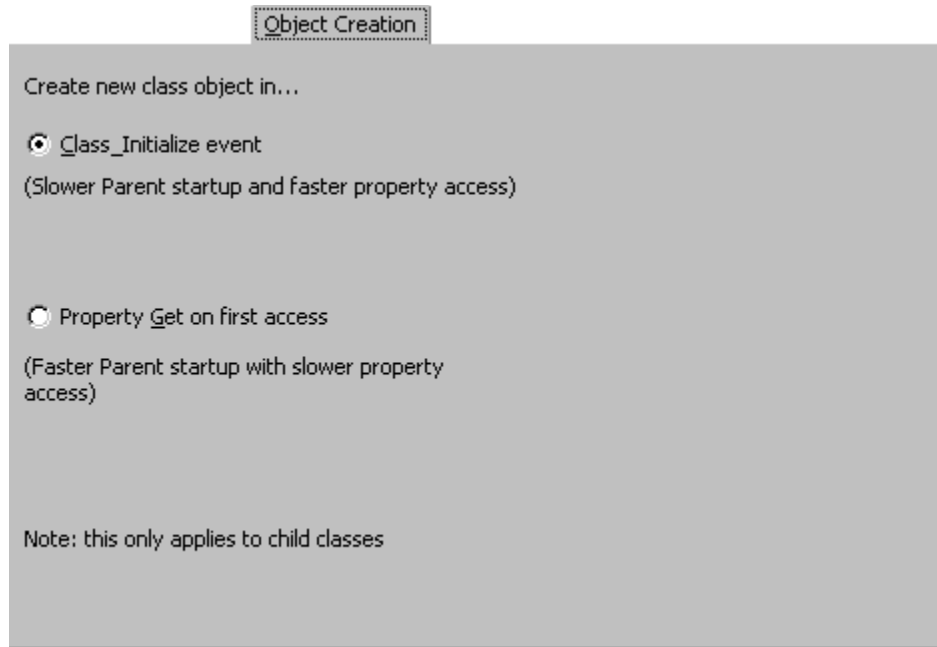 Object Creation
Create new class object in...
Class_Initialize event
(Slower Parent startup and faster property access)
Property Get on first access
(Faster Parent startup with slower property
access)
Note: this only applies to child classes